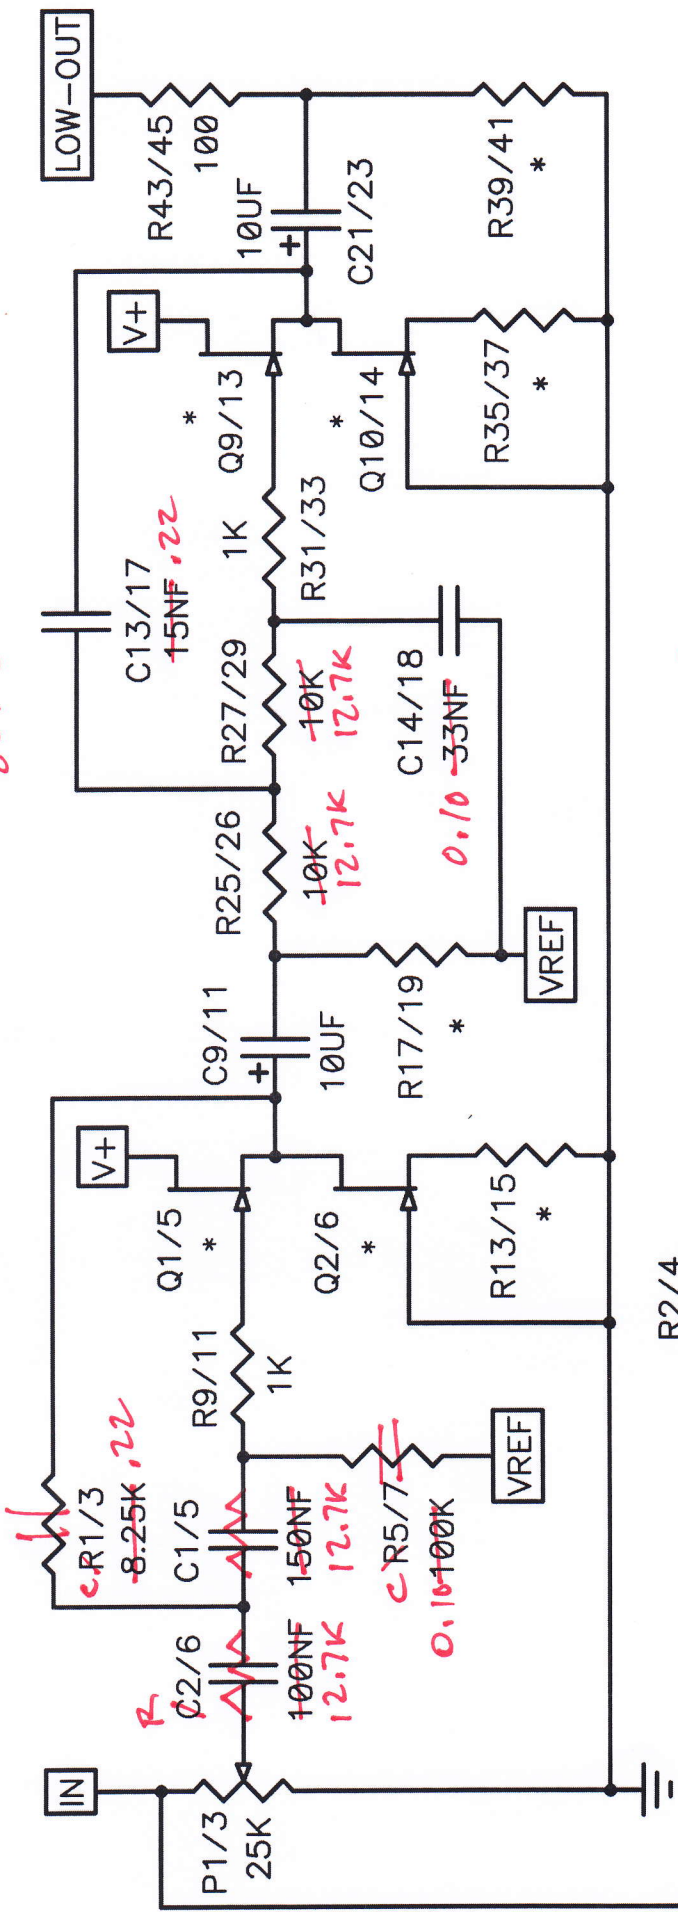 IN
P1/3
25K
R C2/6
100NF
12.7K
C R1/3
8.25K .22
C1/5
150NF
12.7K
C R5/7
0.10 100K
VREF
R9/11
1K
V+
Q1/5
*
Q2/6
*
R13/15
*
C9/11
+
10UF
R17/19
*
VREF
R25/26
10K
12.7K
R27/29
10K
12.7K
C13/17
15NF .22
C14/18
0.10 33NF
1K
R31/33
V+
Q9/13
*
Q10/14
*
R35/37
*
10UF
+
C21/23
R43/45
100
LOW-OUT
R39/41
*
R2/4